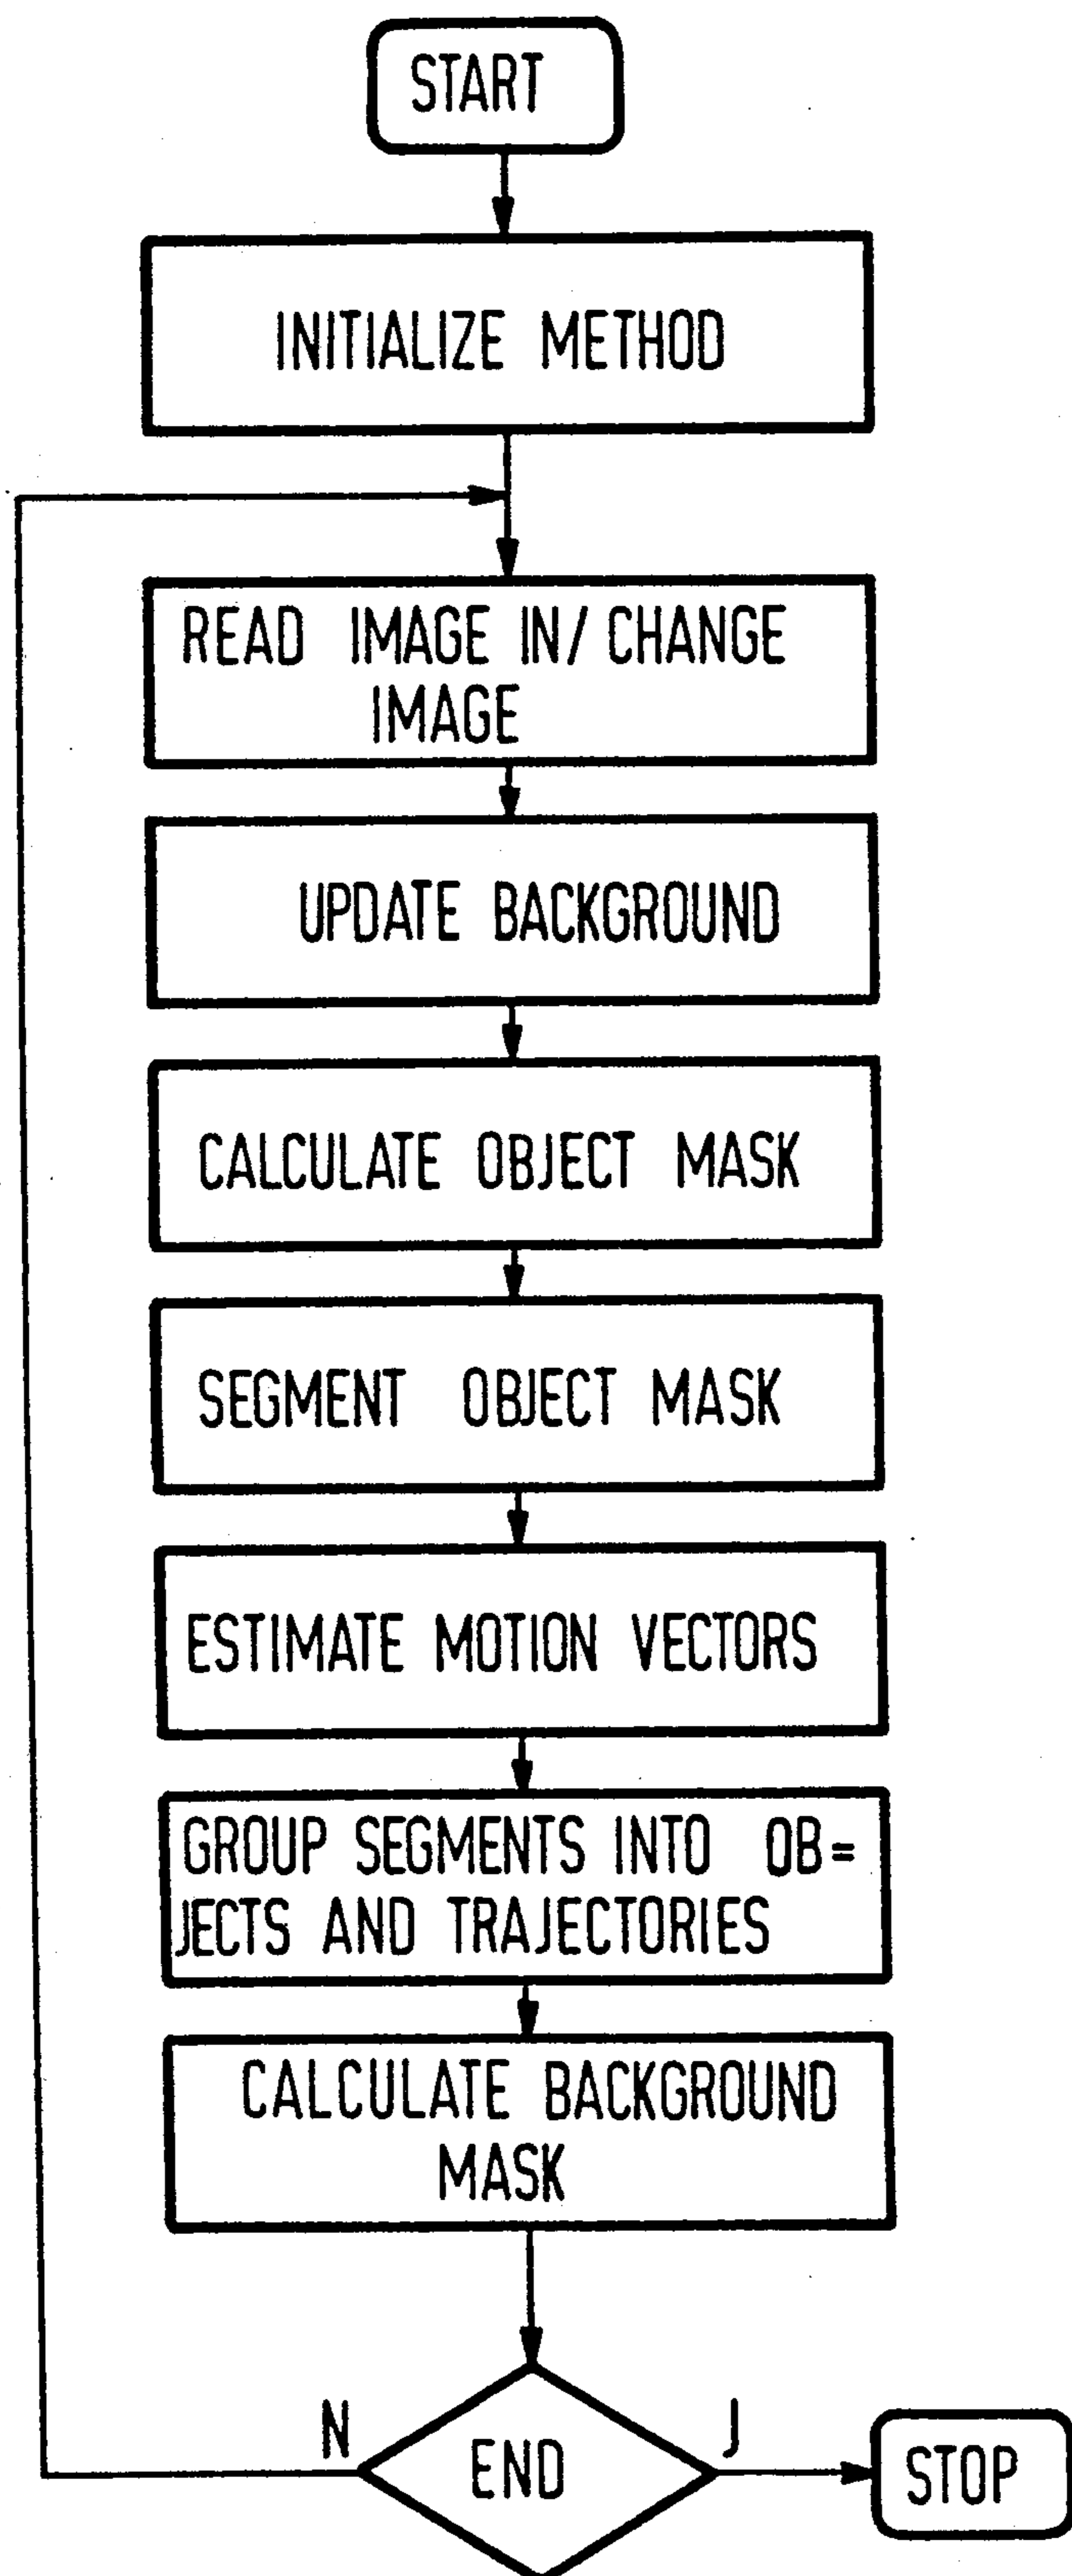 START
INITIALIZE METHOD
READ IMAGE IN/ CHANGE
IMAGE
UPDATE BACKGROUND
CALCULATE OBJECT MASK
SEGMENT OBJECT MASK
ESTIMATE MOTION VECTORS
GROUP SEGMENTS INTO OB=
JECTS AND TRAJECTORIES
CALCULATE BACKGROUND
MASK
N
END
J
STOP